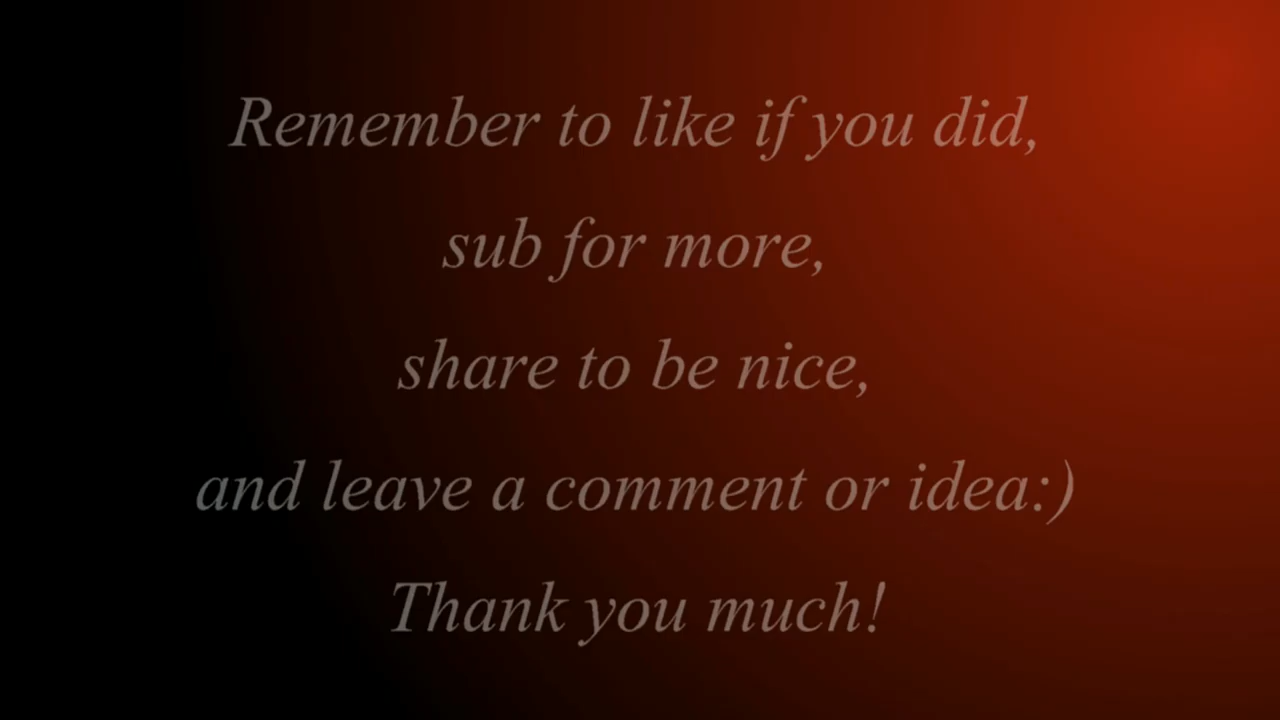 Remember to like if you did,
sub for more,
share to be nice,
and leave a comment or idea:)
Thank you much!